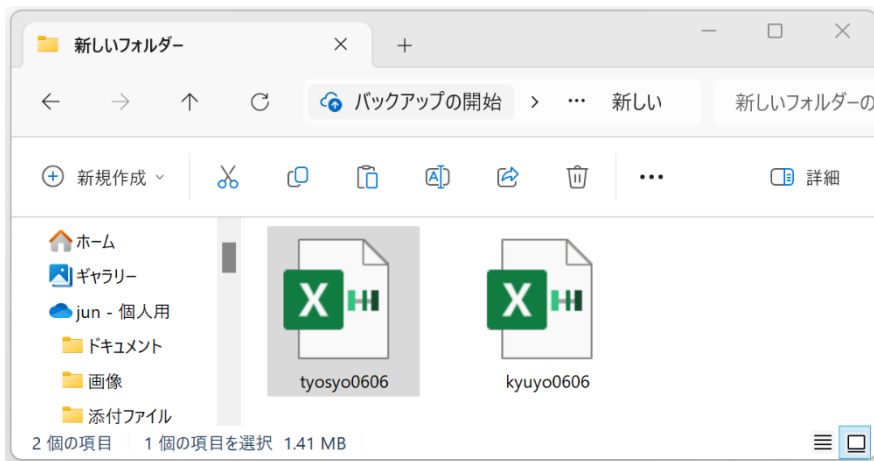 新しいフォルダー
バックアップの開始 > ··· 新しい 新しいフォルダーの
新規作成 ··· 詳細
ホーム
ギャラリー
jun - 個人用
ドキュメント
画像
添付ファイル
tyosyo0606 kyuyo0606
2 個の項目 1 個の項目を選択 1.41 MB